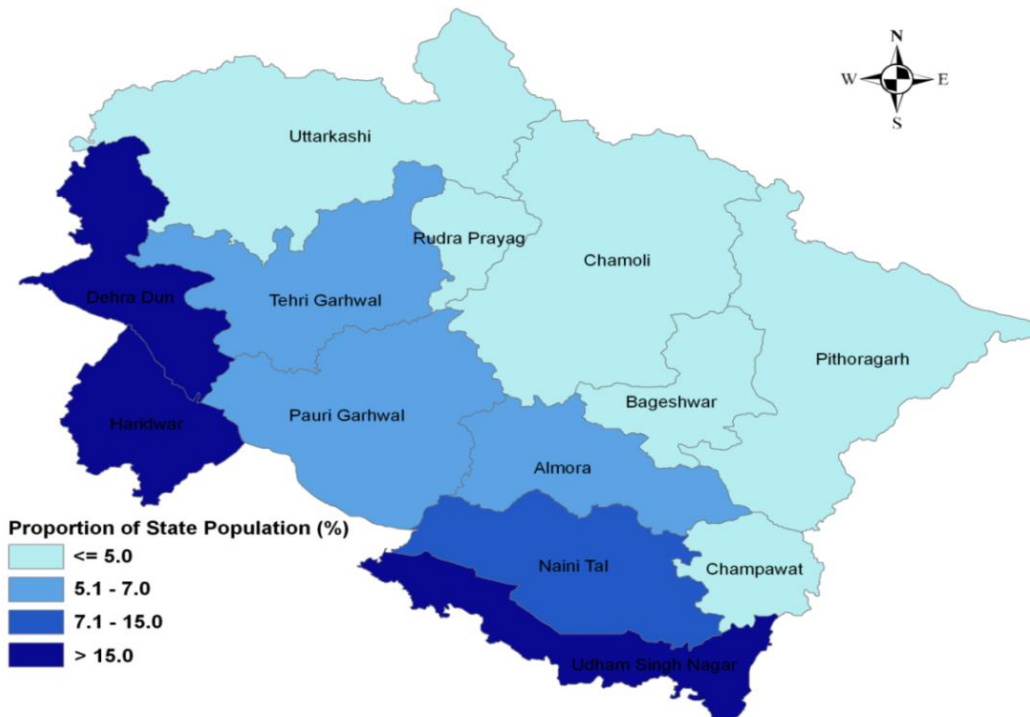 N
W E
S
Uttarkashi
Rudra Prayag
Chamoli
Dehra Dun
Tehri Garhwal
Pithoragarh
Bageshwar
Pauri Garhwal
Haridwar
Almora
Proportion of State Population (%)
<= 5.0
5.1 - 7.0
7.1 - 15.0
> 15.0
Naini Tal
Champawat
Udham Singh Nagar